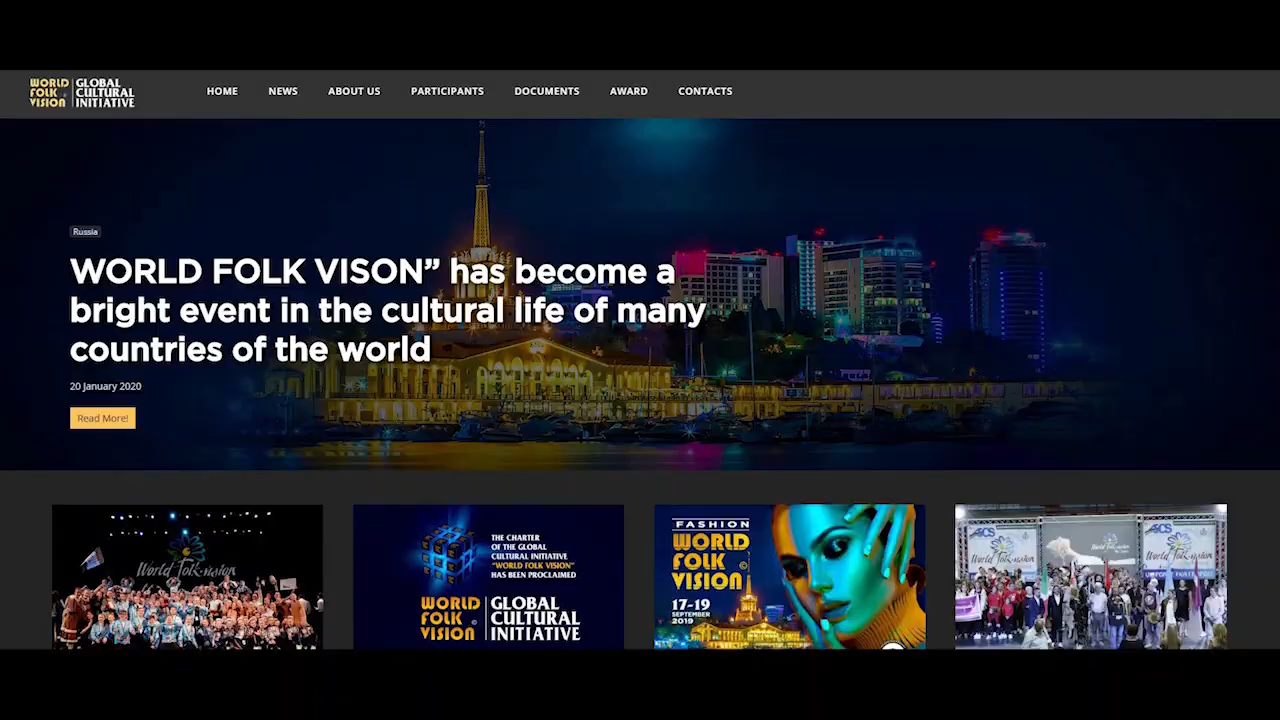 WORLD
FOLK
VISION
GLOBAL
CULTURAL
INITIATIVE
HOME NEWS ABOUT US PARTICIPANTS DOCUMENTS AWARD CONTACTS
Russia
WORLD FOLK VISON” has become a
bright event in the cultural life of many
countries of the world
20 January 2020
Read More!
World Folk-vision
THE CHARTER
OF THE GLOBAL
CULTURAL INITIATIVE
"WORLD FOLK VISION"
HAS BEEN PROCLAIMED
WORLD
FOLK
VISION ©
GLOBAL
CULTURAL
INITIATIVE
FASHION
WORLD
FOLK
VISION ©
17-19
SEPTEMBER
2019
World Folk-vision